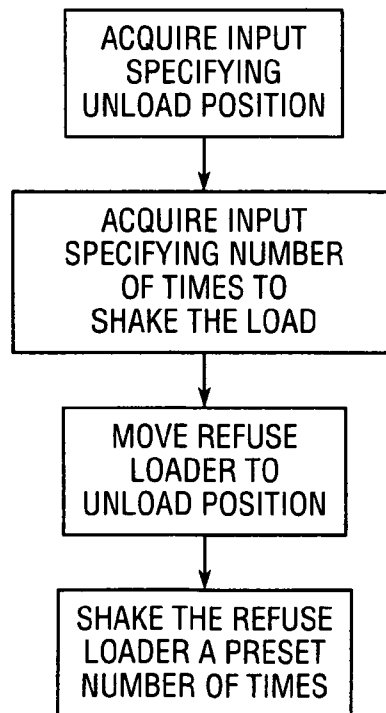 ACQUIRE INPUT
SPECIFYING
UNLOAD POSITION
ACQUIRE INPUT
SPECIFYING NUMBER
OF TIMES TO
SHAKE THE LOAD
MOVE REFUSE
LOADER TO
UNLOAD POSITION
SHAKE THE REFUSE
LOADER A PRESET
NUMBER OF TIMES